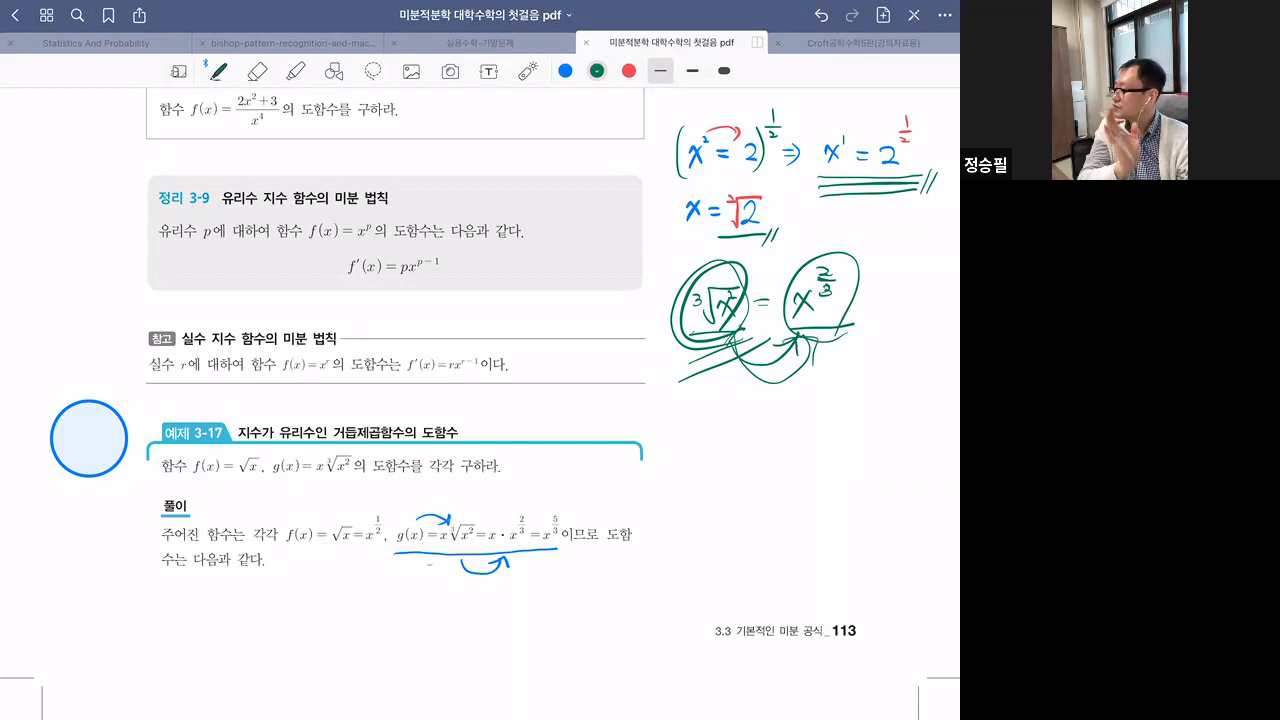 미분적분학 대학수학의 첫걸음 pdf
Statistics And Probability
bishop-pattern-recognition-and-mac...
실용수학-기말문제
미분적분학 대학수학의 첫걸음 pdf
Croft공학수학5판(강의자료용)
함수 f(x) = (2x² + 3)/x⁴ 의 도함수를 구하라.
정리 3-9 유리수 지수 함수의 미분 법칙
유리수 p에 대하여 함수 f(x) = xᵖ의 도함수는 다음과 같다.
f′(x) = pxᵖ⁻¹
참고 실수 지수 함수의 미분 법칙
실수 r에 대하여 함수 f(x) = xʳ의 도함수는 f′(x) = rxʳ⁻¹이다.
예제 3-17 지수가 유리수인 거듭제곱함수의 도함수
함수 f(x) = √x, g(x) = x∛x²의 도함수를 각각 구하라.
풀이
주어진 함수는 각각 f(x) = √x = x^(1/2), g(x) = x∛x² = x · x^(2/3) = x^(5/3)이므로 도함
수는 다음과 같다.
3.3 기본적인 미분 공식_ 113
(x² = 2)^(1/2) ⇒ x¹ = 2^(1/2)
x = ²√2
∛x² = x^(2/3)
정승필